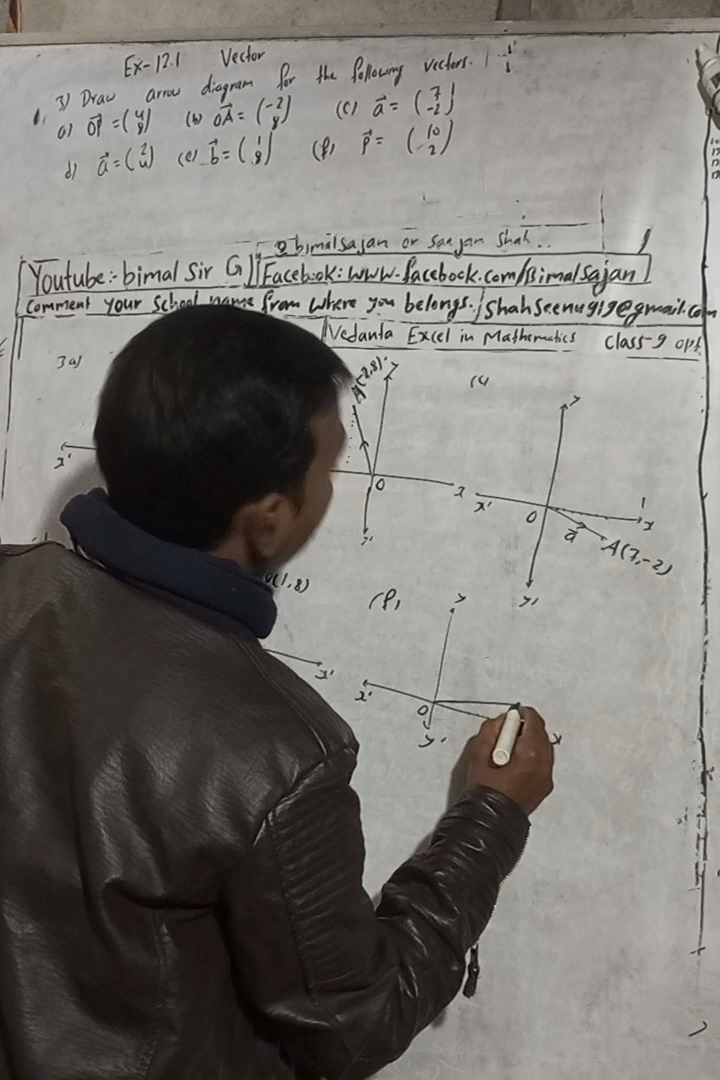 Ex-12.1 Vector
3) Draw arrow diagram for the following vectors.
a) OP = (4 8) (b) OA = (-2 8) (c) a = (7 -2)
d) a = (2 4) (e) b = (1 8) (f) p = (10 2)
bimalsajan or Saajan Shah..
Youtube:- bimal Sir G Facebook: www.facebook.com/Bimalsajan
Comment your School name from where you belongs. Shahseenu919@gmail.com
Vedanta Excel in Mathematics Class-9 opt
3a) A(-2,8) y (c) y
x' O x x' O x
y' a A(7,-2)
y'
(1,8) (f) y
x' x' O x
y'